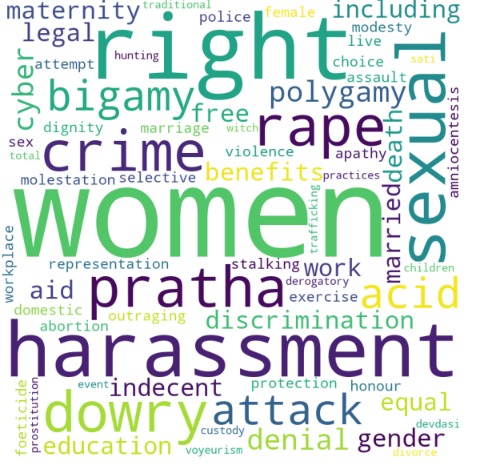 traditional
maternity
police
female
including
legal
right
modesty
live
cyber
hunting
choice
sati
attempt
assault
sexual
bigamy
polygamy
free
death
amniocentesis
dignity
marriage
witch
rape
sex
crime
total
violence
apathy
benefits
molestation
selective
practices
women
married
trafficking
workplace
representation
stalking
work
children
aid
pratha
derogatory
exercise
acid
domestic
outraging
discrimination
abortion
harassment
foeticide
prostitution
event
indecent
protection
honour
equal
dowry
attack
devdasi
custody
education
voyeurism
denial
gender
divorce